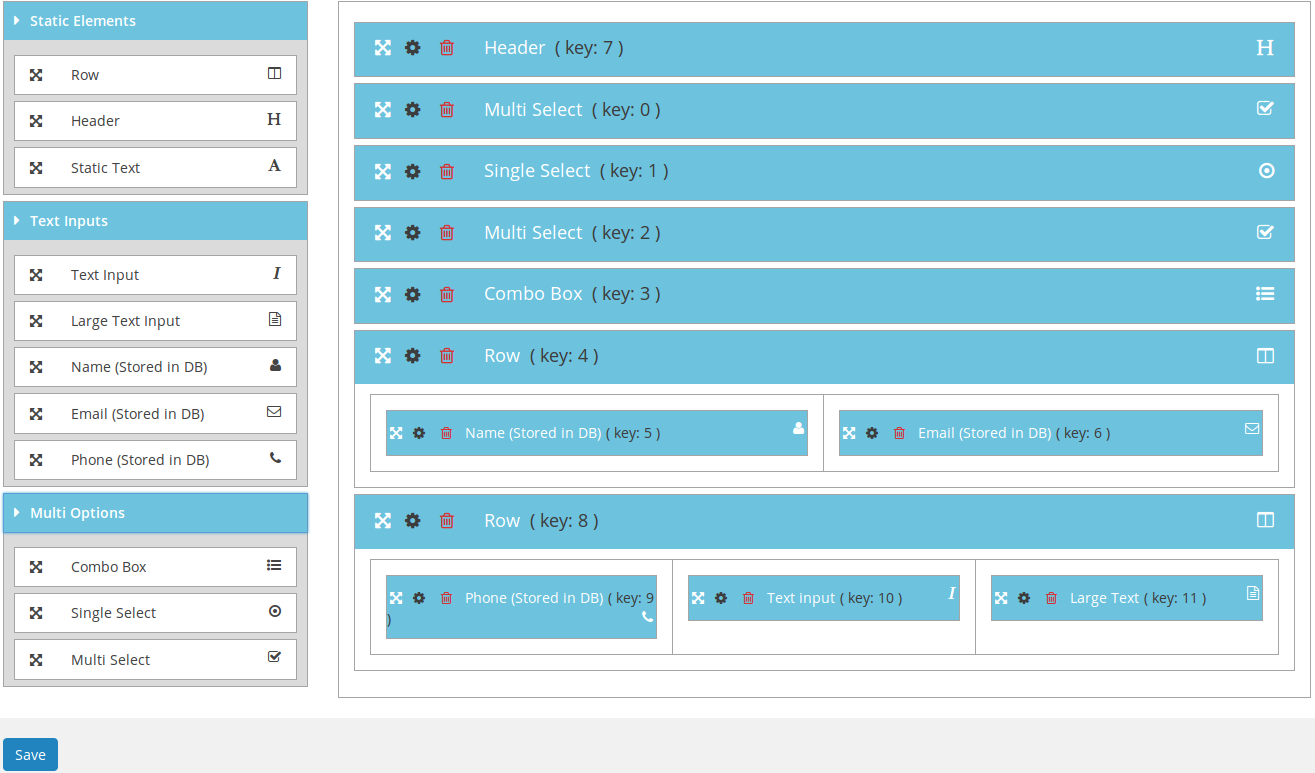 Static Elements
Row
Header
H
Static Text
A
Text Inputs
Text Input
I
Large Text Input
Name (Stored in DB)
Email (Stored in DB)
Phone (Stored in DB)
Multi Options
Combo Box
Single Select
Multi Select
Header ( key: 7 )
H
Multi Select ( key: 0 )
Single Select ( key: 1 )
Multi Select ( key: 2 )
Combo Box ( key: 3 )
Row ( key: 4 )
Name (Stored in DB) ( key: 5 )
Email (Stored in DB) ( key: 6 )
Row ( key: 8 )
Phone (Stored in DB) ( key: 9
)
Text input ( key: 10 )
I
Large Text ( key: 11 )
Save